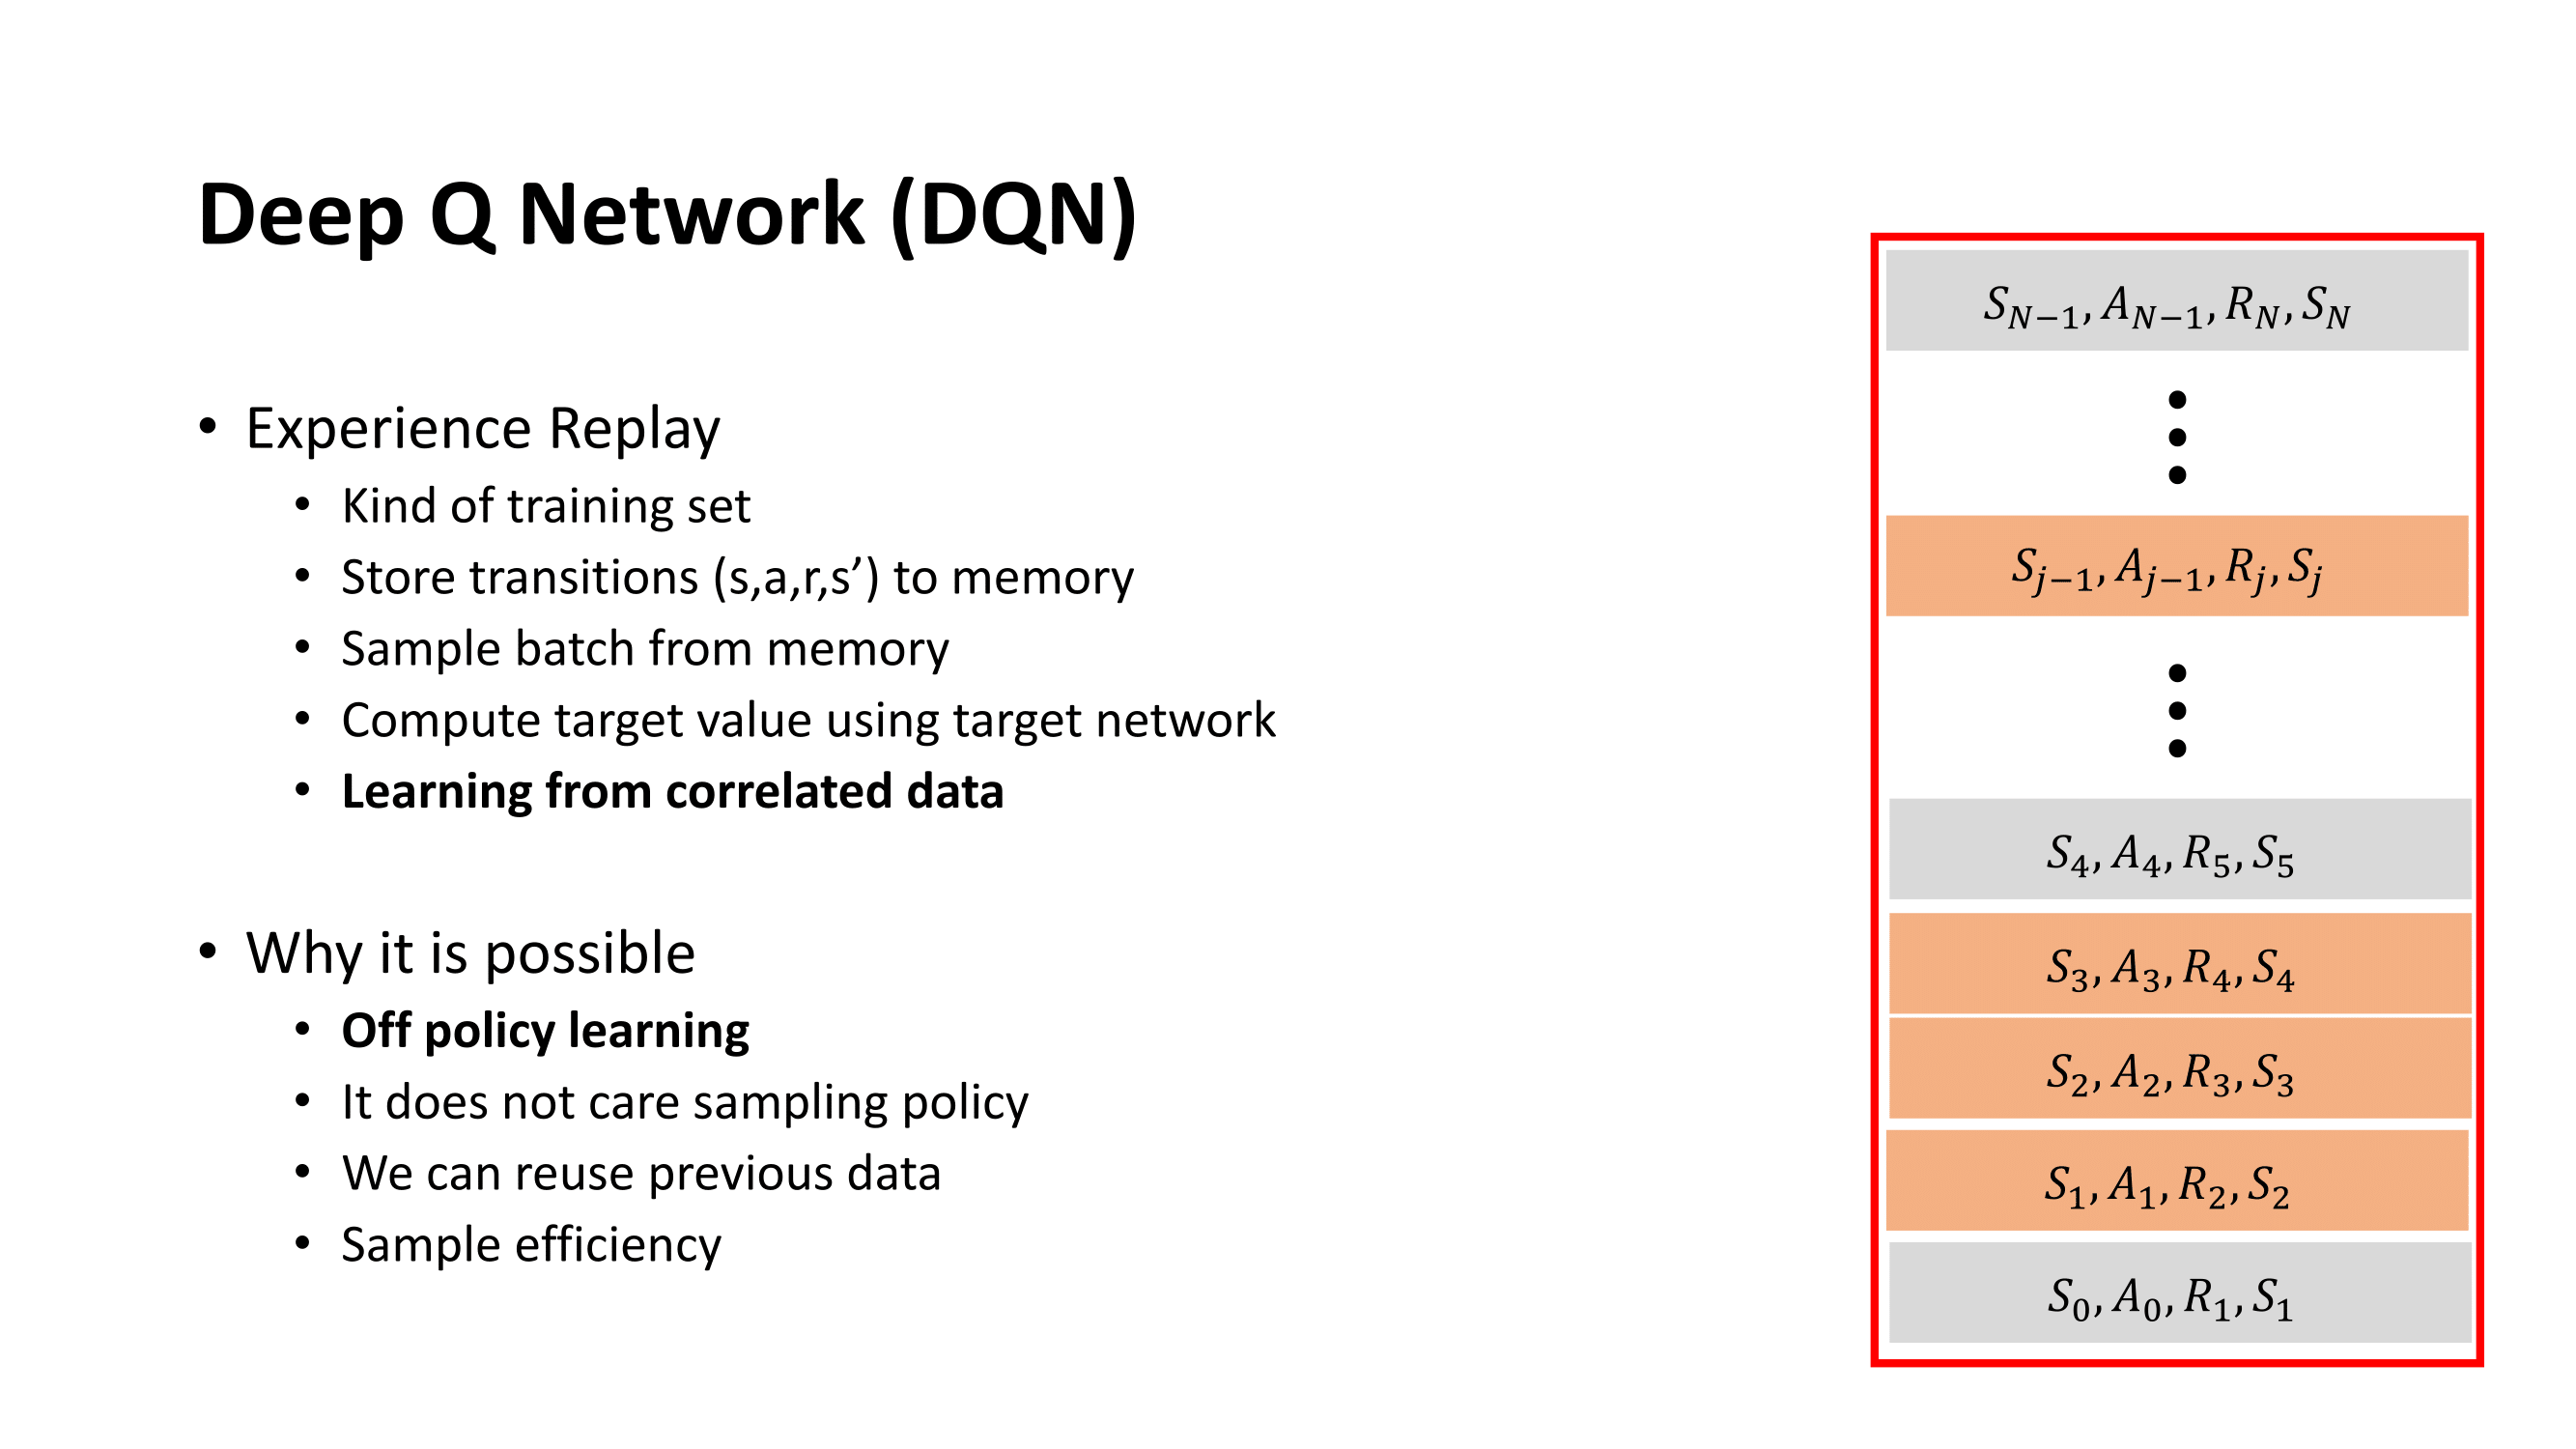 Deep Q Network (DQN)
• Experience Replay
• Kind of training set
• Store transitions (s,a,r,s’) to memory
• Sample batch from memory
• Compute target value using target network
• Learning from correlated data
• Why it is possible
• Off policy learning
• It does not care sampling policy
• We can reuse previous data
• Sample efficiency
$S_{N-1}, A_{N-1}, R_N, S_N$
$S_{j-1}, A_{j-1}, R_j, S_j$
$S_4, A_4, R_5, S_5$
$S_3, A_3, R_4, S_4$
$S_2, A_2, R_3, S_3$
$S_1, A_1, R_2, S_2$
$S_0, A_0, R_1, S_1$